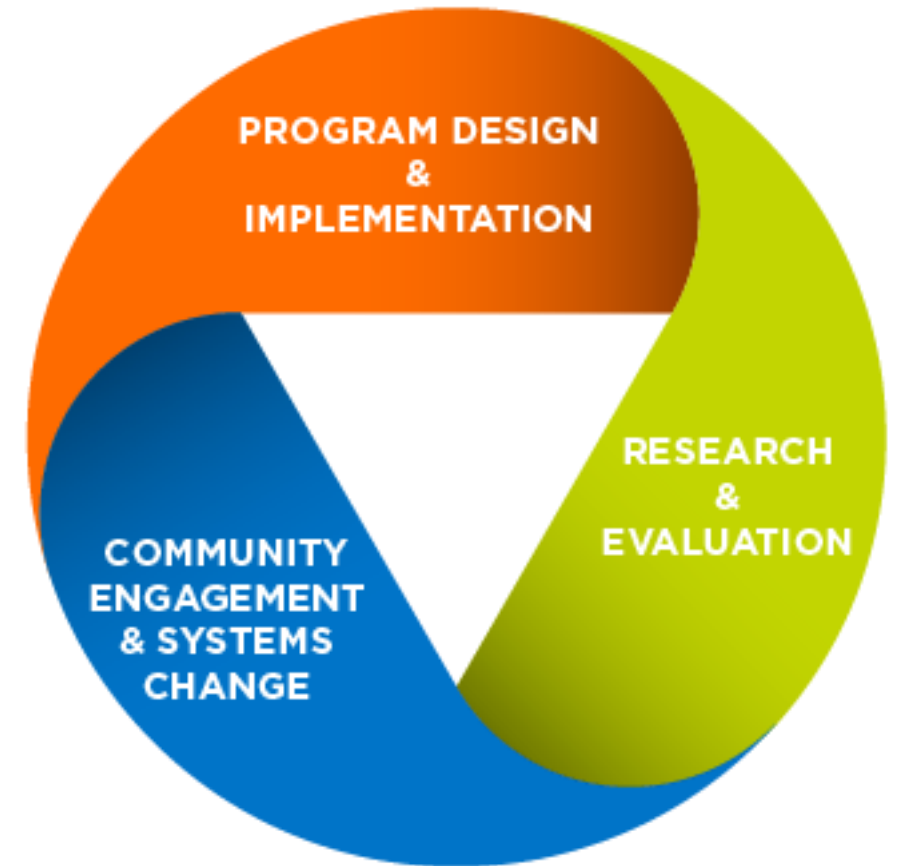 PROGRAM DESIGN
&
IMPLEMENTATION
RESEARCH
&
EVALUATION
COMMUNITY
ENGAGEMENT
& SYSTEMS
CHANGE